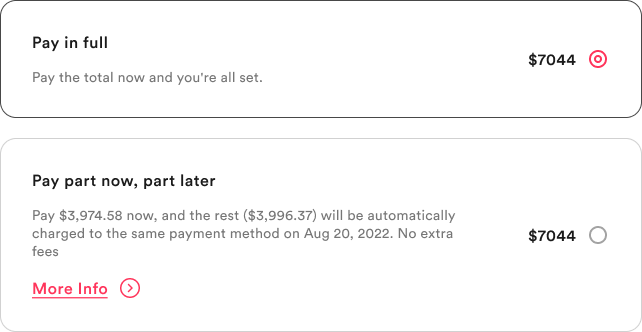 Pay in full
Pay the total now and you're all set.
$7044
Pay part now, part later
Pay $3,974.58 now, and the rest ($3,996.37) will be automatically
charged to the same payment method on Aug 20, 2022. No extra
fees
$7044
More Info